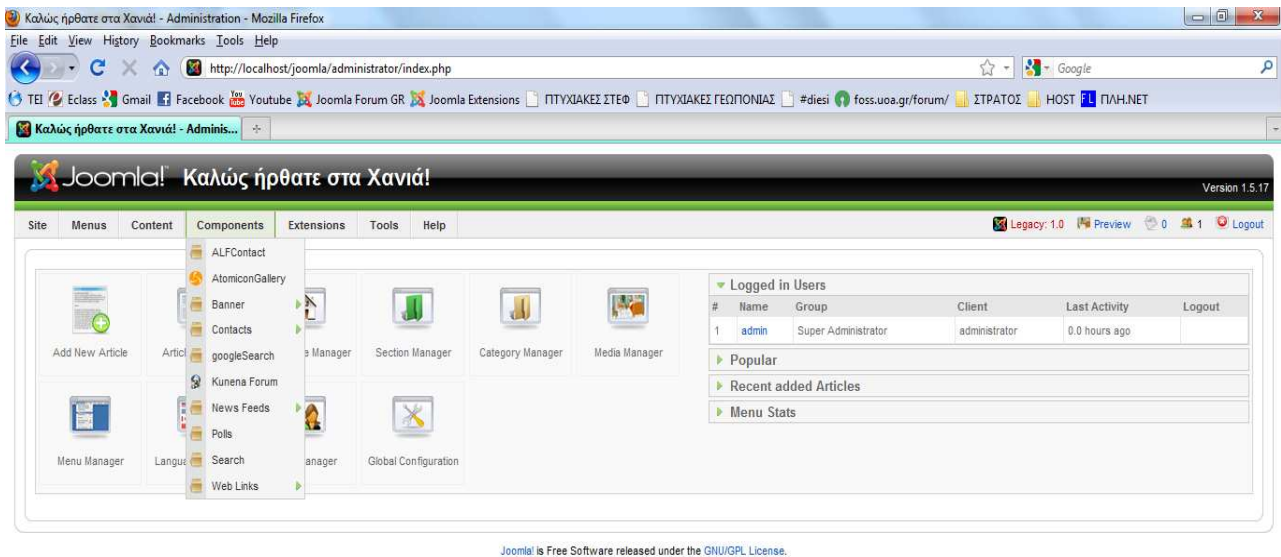 Καλώς ήρθατε στα Χανιά! - Administration - Mozilla Firefox
File Edit View History Bookmarks Tools Help
http://localhost/joomla/administrator/index.php
Google
TEI Eclass Gmail Facebook Youtube Joomla Forum GR Joomla Extensions ΠΤΥΧΙΑΚΕΣ ΣΤΕΦ ΠΤΥΧΙΑΚΕΣ ΓΕΩΠΟΝΙΑΣ #diesi foss.uoa.gr/forum/ ΣΤΡΑΤΟΣ HOST ΠΛΗ.NET
Καλώς ήρθατε στα Χανιά! - Adminis...
Joomla! Καλώς ήρθατε στα Χανιά!
Version 1.5.17
Site Menus Content Components Extensions Tools Help
Legacy: 1.0 Preview 0 1 Logout
ALFContact
AtomiconGallery
Banner
Contacts
googleSearch
Kunena Forum
News Feeds
Polls
Search
Web Links
Add New Article
Manager
Section Manager
Category Manager
Media Manager
Menu Manager
Global Configuration
Logged in Users
# Name Group Client Last Activity Logout
1 admin Super Administrator administrator 0.0 hours ago
Popular
Recent added Articles
Menu Stats
Joomla! is Free Software released under the GNU/GPL License.